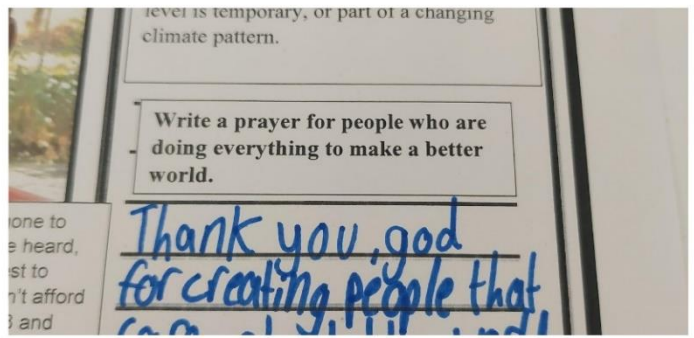 level is temporary, or part of a changing
climate pattern.
Write a prayer for people who are
doing everything to make a better
world.
one to
e heard,
st to
n't afford
3 and
Thank you, god
for creating people that